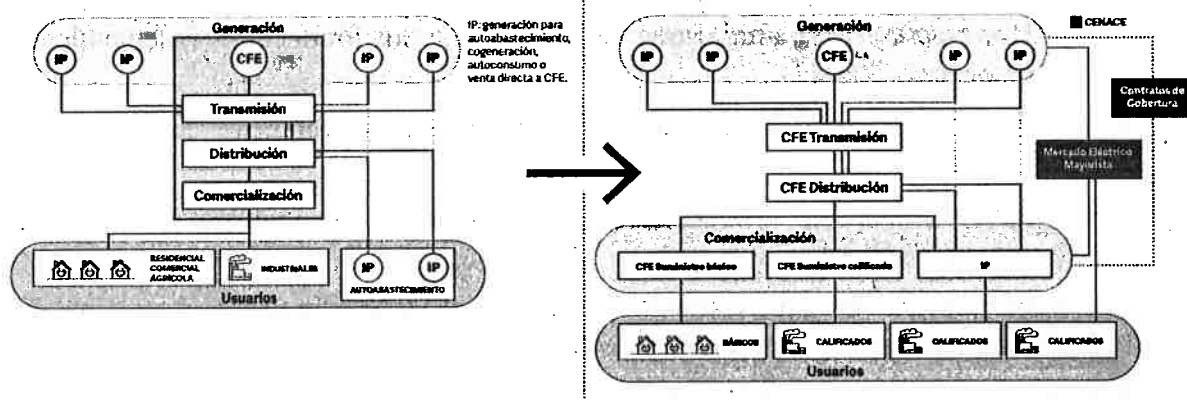 Generación
IP
IP
CFE
IP
IP
IP: generación para
autoabastecimiento,
cogeneración,
autoconsumo o
venta directa a CFE.
Transmisión
Distribución
Comercialización
RESIDENCIAL
COMERCIAL
AGRÍCOLA
INDUSTRIALES
IP
IP
AUTOABASTECIMIENTO
Usuarios
Generación
CENACE
IP
IP
CFE
IP
IP
Contratos de
Cobertura
CFE Transmisión
Mercado Eléctrico
Mayorista
CFE Distribución
Comercialización
CFE Suministro básico
CFE Suministro calificado
IP
BÁSICOS
CALIFICADOS
CALIFICADOS
CALIFICADOS
Usuarios